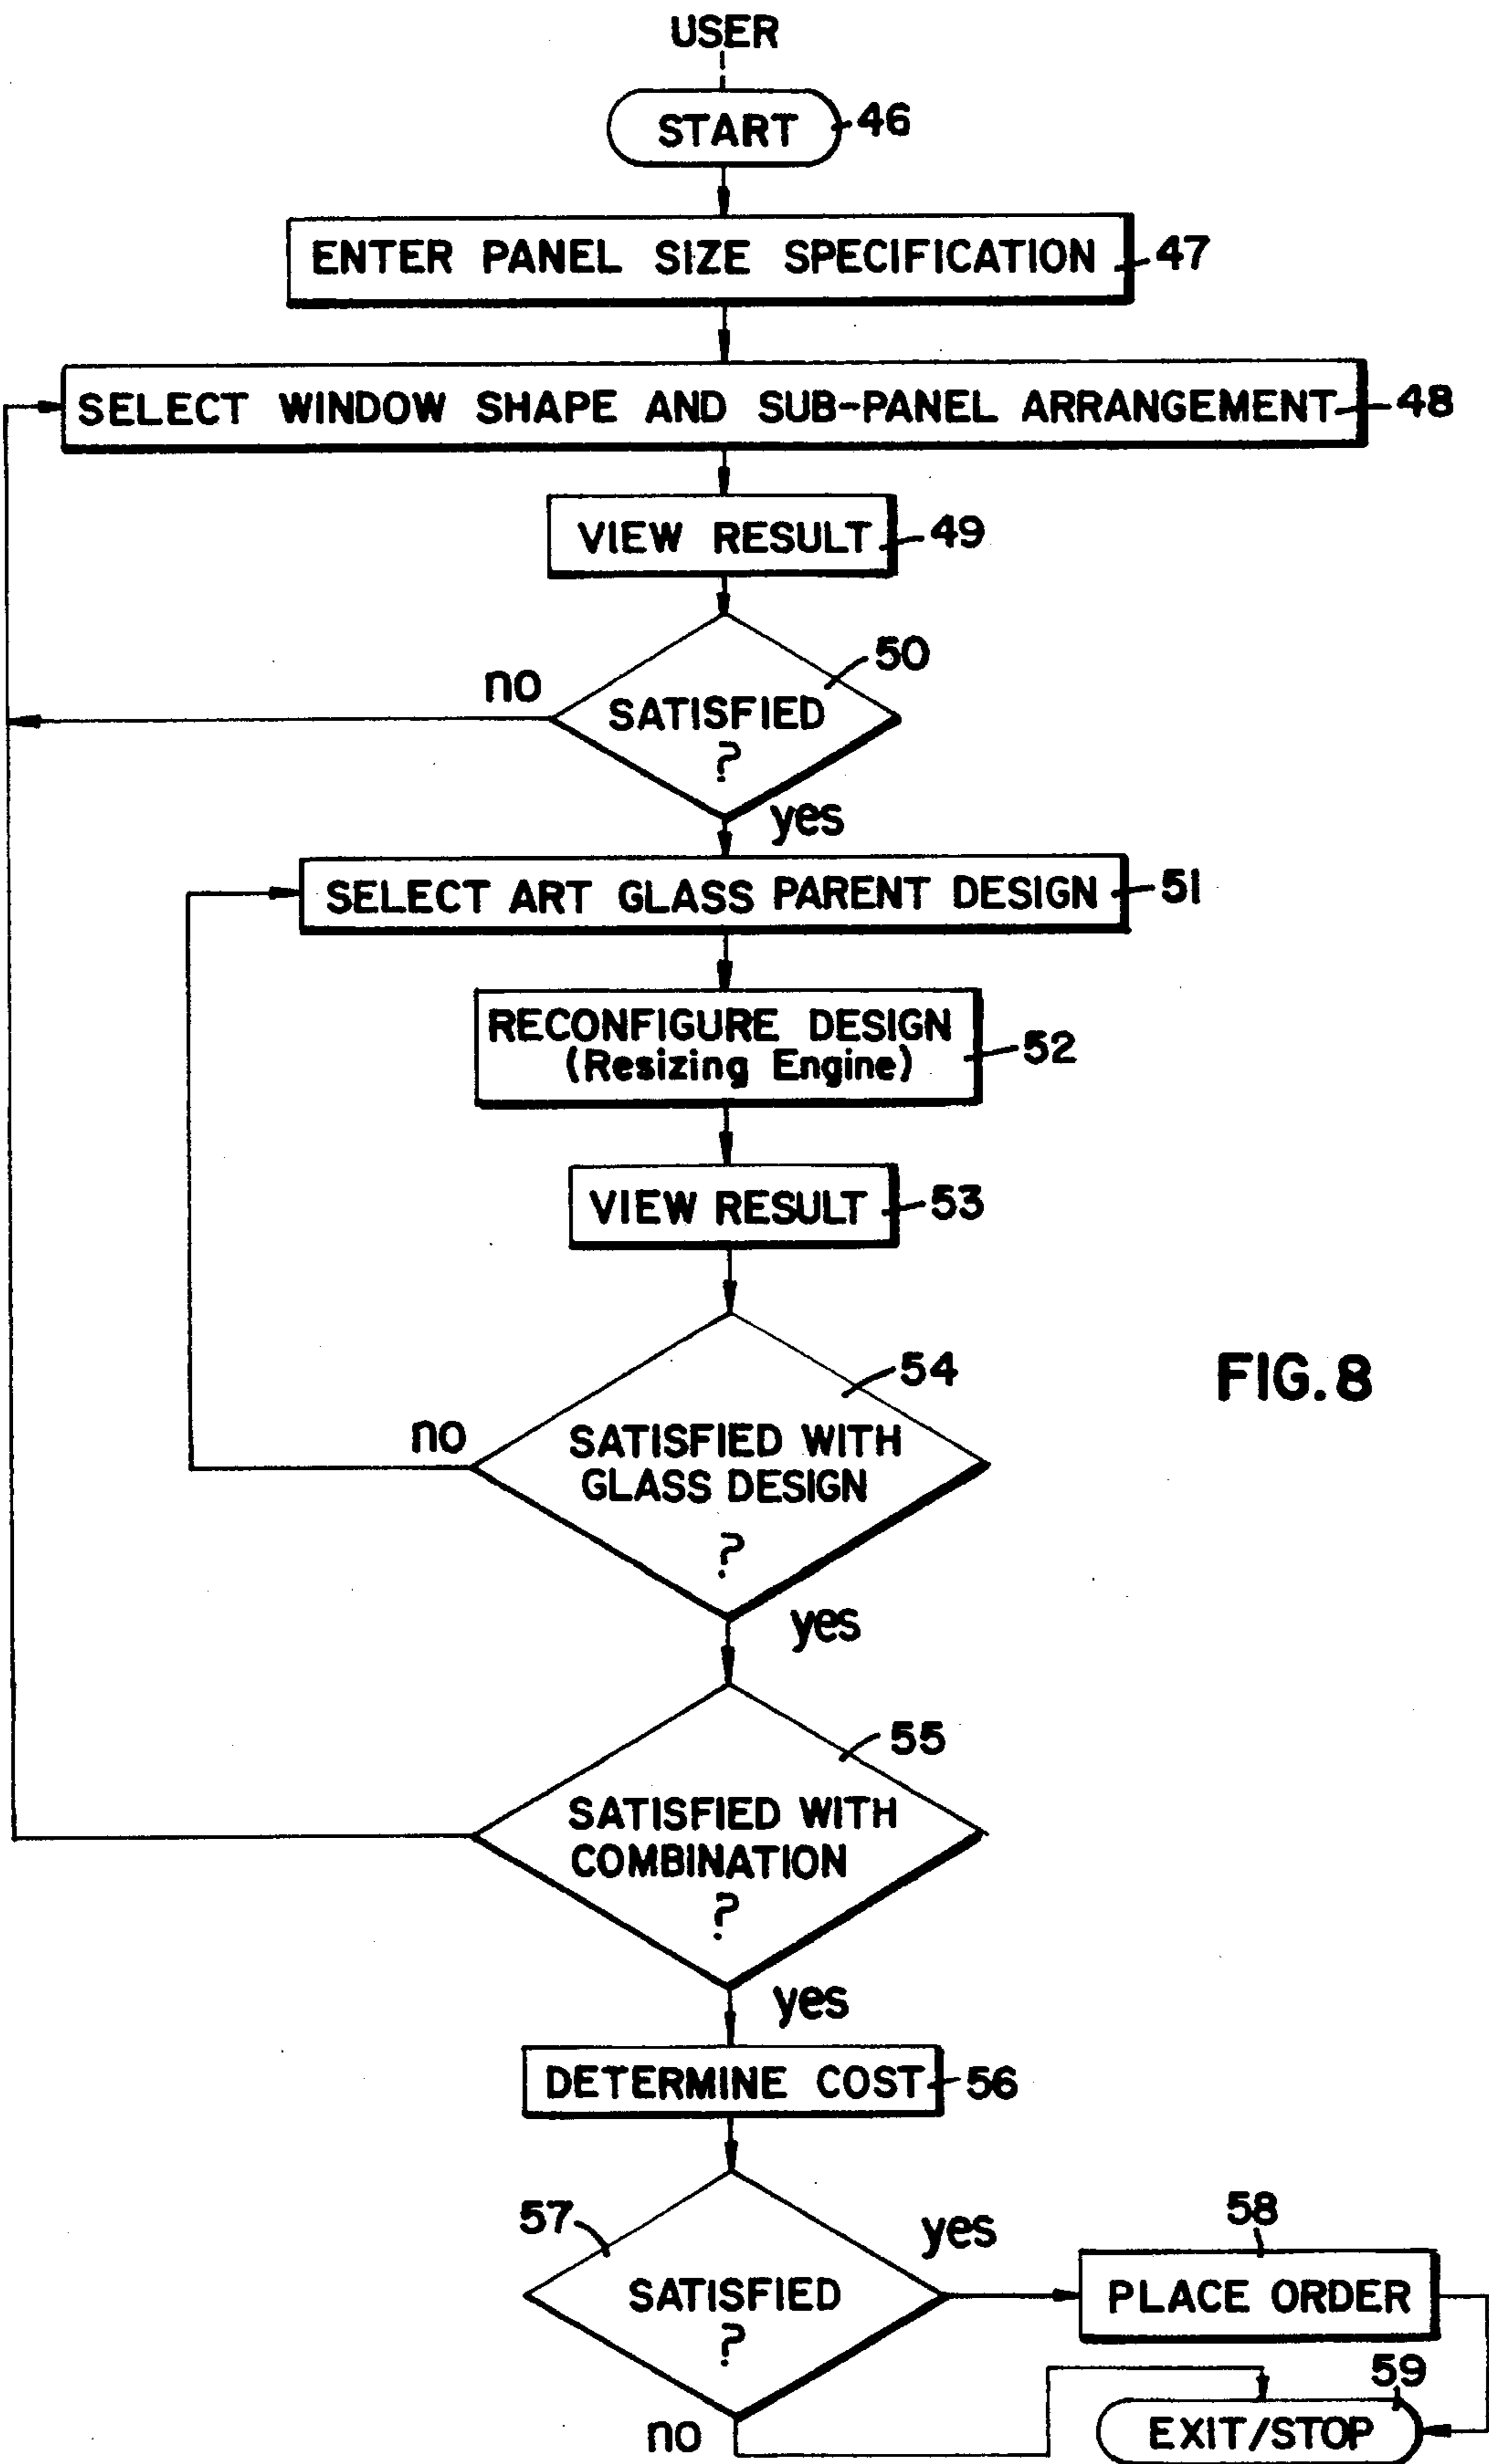 USER
START
46
ENTER PANEL SIZE SPECIFICATION
47
SELECT WINDOW SHAPE AND SUB-PANEL ARRANGEMENT
48
VIEW RESULT
49
50
no
SATISFIED
?
yes
SELECT ART GLASS PARENT DESIGN
51
RECONFIGURE DESIGN
(Resizing Engine)
52
VIEW RESULT
53
54
FIG. 8
no
SATISFIED WITH
GLASS DESIGN
?
yes
55
SATISFIED WITH
COMBINATION
?
yes
DETERMINE COST
56
57
yes
58
SATISFIED
?
PLACE ORDER
59
no
EXIT/STOP